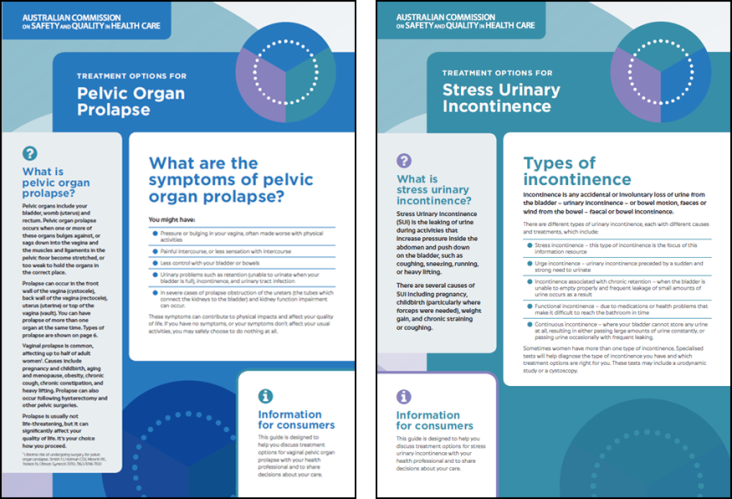 AUSTRALIAN COMMISSION
ON SAFETY AND QUALITY IN HEALTH CARE
TREATMENT OPTIONS FOR
Pelvic Organ
Prolapse
?
What is
pelvic organ
prolapse?
Pelvic organs include your
bladder, womb (uterus) and
rectum. Pelvic organ prolapse
occurs when one or more of
these organs bulges against, or
sags down into the vagina and
the muscles and ligaments in the
pelvic floor become stretched, or
too weak to hold the organs in
the correct place.
Prolapse can occur in the front
wall of the vagina (cystocele),
back wall of the vagina (rectocele),
uterus (uterine) or top of the
vagina (vault). You can have
prolapse of more than one
organ at the same time. Types of
prolapse are shown on page 6.
Vaginal prolapse is common,
affecting up to half of adult
women¹. Causes include
pregnancy and childbirth, aging
and menopause, obesity, chronic
cough, chronic constipation, and
heavy lifting. Prolapse can also
occur following hysterectomy and
other pelvic surgeries.
Prolapse is usually not
life-threatening, but it can
significantly affect your
quality of life. It's your choice
how you proceed.
What are the
symptoms of pelvic
organ prolapse?
You might have:
Pressure or bulging in your vagina, often made worse with physical
activities
Painful intercourse, or less sensation with intercourse
Less control with your bladder or bowels
Urinary problems such as retention (unable to urinate when your
bladder is full), incontinence, and urinary tract infection
In severe cases of prolapse obstruction of the ureters (the tubes which
connect the kidneys to the bladder) and kidney function impairment
can occur.
These symptoms can contribute to physical impacts and affect your quality
of life. If you have no symptoms, or your symptoms don't affect your usual
activities, you may safely choose to do nothing at all.
i
Information
for consumers
This guide is designed to
help you discuss treatment
options for vaginal pelvic organ
prolapse with your health
professional and to share
decisions about your care.
AUSTRALIAN COMMISSION
ON SAFETY AND QUALITY IN HEALTH CARE
TREATMENT OPTIONS FOR
Stress Urinary
Incontinence
?
What is
stress urinary
incontinence?
Stress Urinary Incontinence
(SUI) is the leaking of urine
during activities that
increase pressure inside the
abdomen and push down
on the bladder, such as
coughing, sneezing, running,
or heavy lifting.
There are several causes of
SUI including pregnancy,
childbirth (particularly where
forceps were needed), weight
gain, and chronic straining
or coughing.
Types of
incontinence
Incontinence is any accidental or involuntary loss of urine from
the bladder – urinary incontinence – or bowel motion, faeces or
wind from the bowel – faecal or bowel incontinence.
There are different types of urinary incontinence, each with different causes
and treatments, which include:
Stress incontinence – this type of incontinence is the focus of this
information resource
Urge incontinence – urinary incontinence preceded by a sudden and
strong need to urinate
Incontinence associated with chronic retention – when the bladder is
unable to empty properly and frequent leakage of small amounts of
urine occurs as a result
Functional incontinence – due to medications or health problems that
make it difficult to reach the bathroom in time
Continuous incontinence – where your bladder cannot store any urine
at all, resulting in either passing large amounts of urine constantly, or
passing urine occasionally with frequent leaking.
Sometimes women have more than one type of incontinence. Specialised
tests will help diagnose the type of incontinence you have and which
treatment options are right for you. These tests may include a urodynamic
study or a cystoscopy.
i
Information
for consumers
This guide is designed to help you
discuss treatment options for stress
urinary incontinence with your
health professional and to share
decisions about your care.